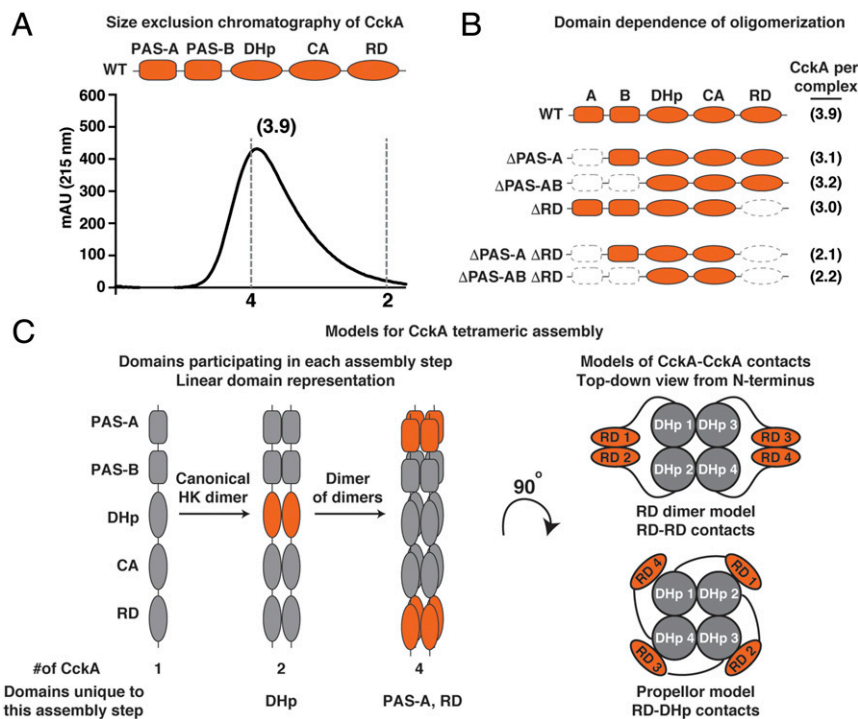 A
Size exclusion chromatography of CckA
PAS-A PAS-B DHp CA RD
WT
600
500
400
300
200
100
0
mAU (215 nm)
(3.9)
4 2
B
Domain dependence of oligomerization
CckA per
complex
A B DHp CA RD
WT (3.9)
ΔPAS-A (3.1)
ΔPAS-AB (3.2)
ΔRD (3.0)
ΔPAS-A ΔRD (2.1)
ΔPAS-AB ΔRD (2.2)
C
Models for CckA tetrameric assembly
Domains participating in each assembly step
Linear domain representation
PAS-A
PAS-B
DHp
CA
RD
Canonical
HK dimer
Dimer
of dimers
#of CckA 1 2 4
Domains unique to
this assembly step
DHp PAS-A, RD
90°
Models of CckA-CckA contacts
Top-down view from N-terminus
RD 1 DHp 1 DHp 3 RD 3
RD 2 DHp 2 DHp 4 RD 4
RD dimer model
RD-RD contacts
RD 4 RD 1
DHp 1 DHp 2
DHp 4 DHp 3
RD 3 RD 2
Propellor model
RD-DHp contacts